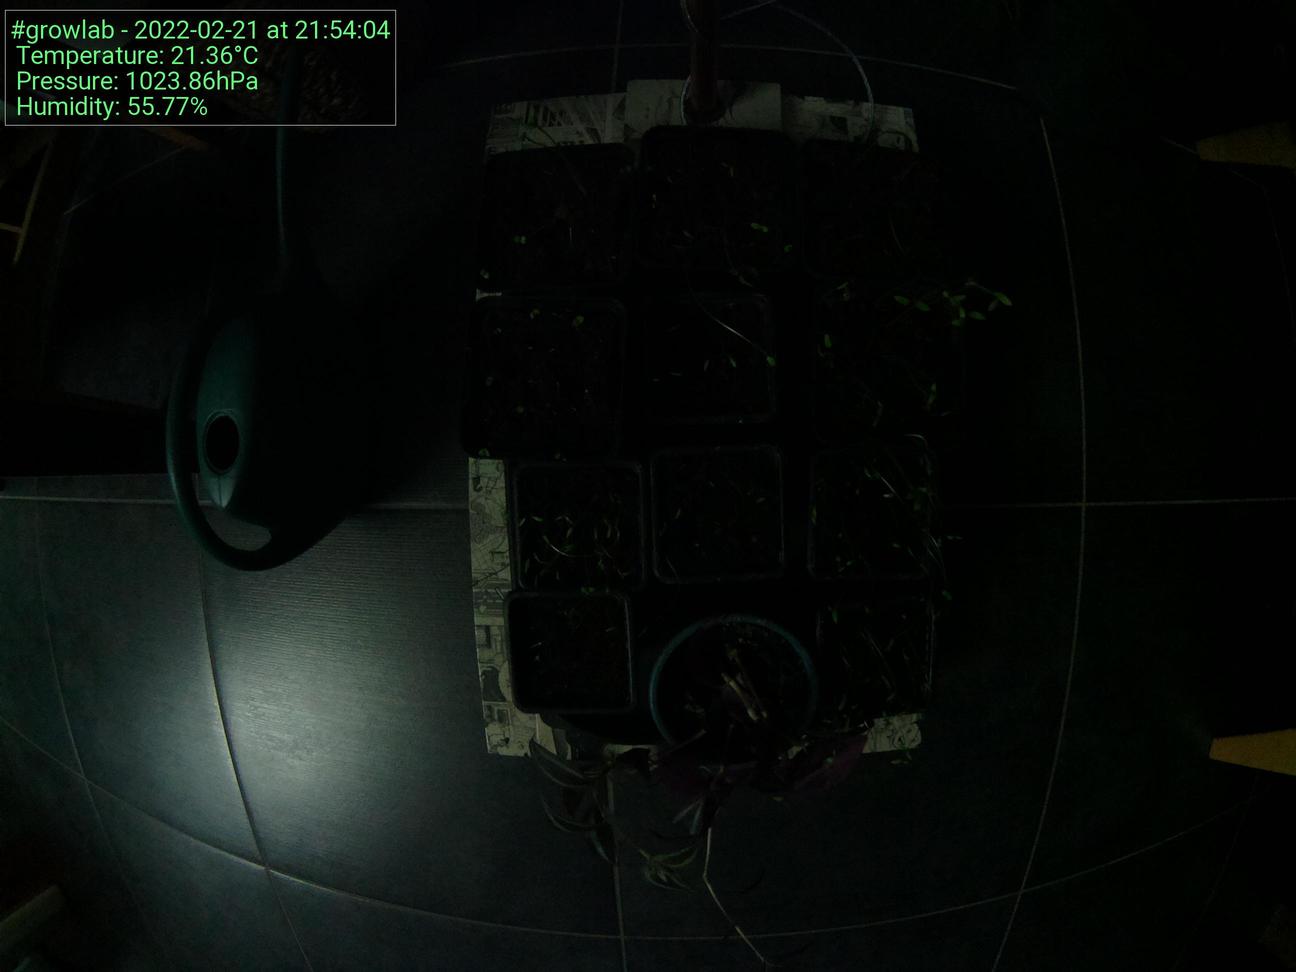 #growlab - 2022-02-21 at 21:54:04
Temperature: 21.36°C
Pressure: 1023.86hPa
Humidity: 55.77%